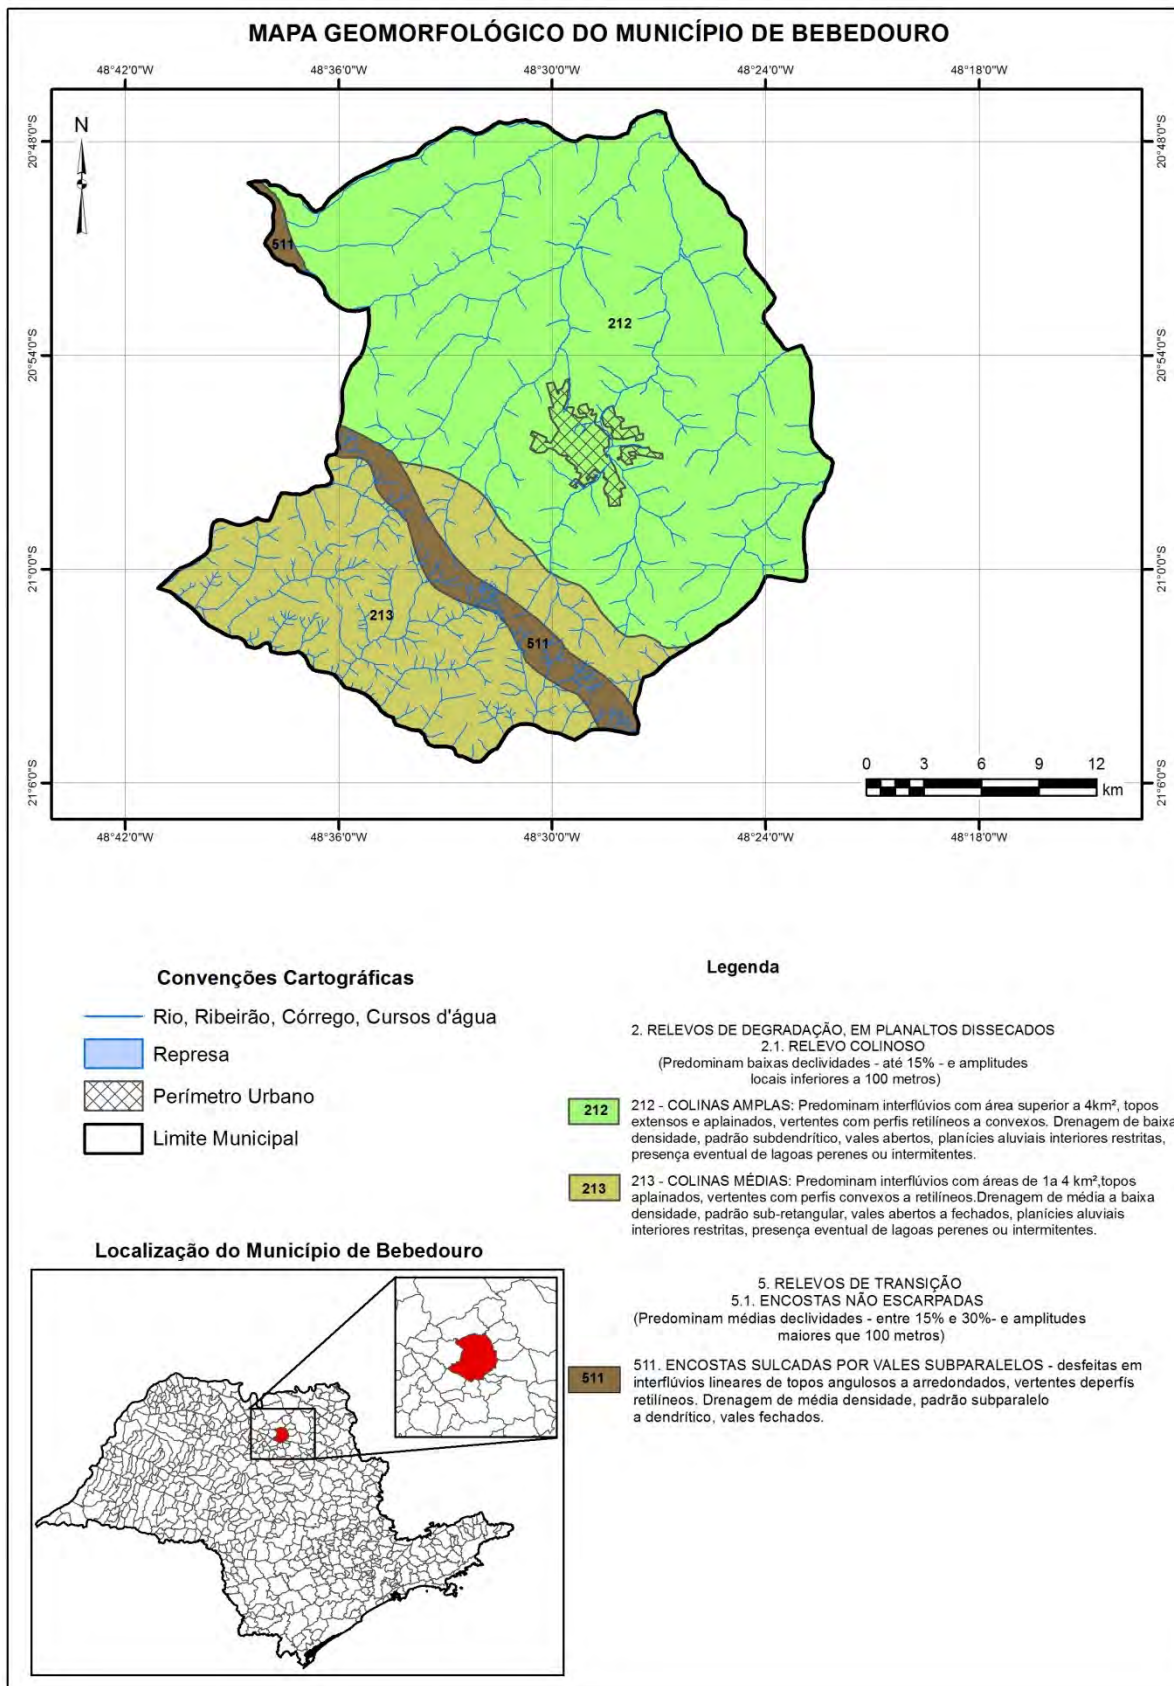 MAPA GEOMORFOLÓGICO DO MUNICÍPIO DE BEBEDOURO
48°42'0"W
48°36'0"W
48°30'0"W
48°24'0"W
48°18'0"W
N
20°48'0"S
20°48'0"S
511
212
20°54'0"S
20°54'0"S
21°0'0"S
21°0'0"S
213
511
0 3 6 9 12
km
21°6'0"S
21°6'0"S
48°42'0"W
48°36'0"W
48°30'0"W
48°24'0"W
48°18'0"W
Convenções Cartográficas
Rio, Ribeirão, Córrego, Cursos d'água
Represa
Perímetro Urbano
Limite Municipal
Legenda
2. RELEVOS DE DEGRADAÇÃO, EM PLANALTOS DISSECADOS
2.1. RELEVO COLINOSO
(Predominam baixas declividades - até 15% - e amplitudes
locais inferiores a 100 metros)
212
212 - COLINAS AMPLAS: Predominam interflúvios com área superior a 4km², topos
extensos e aplainados, vertentes com perfis retilíneos a convexos. Drenagem de baixa
densidade, padrão subdendrítico, vales abertos, planícies aluviais interiores restritas,
presença eventual de lagoas perenes ou intermitentes.
213
213 - COLINAS MÉDIAS: Predominam interflúvios com áreas de 1a 4 km²,topos
aplainados, vertentes com perfis convexos a retilíneos.Drenagem de média a baixa
densidade, padrão sub-retangular, vales abertos a fechados, planícies aluviais
interiores restritas, presença eventual de lagoas perenes ou intermitentes.
5. RELEVOS DE TRANSIÇÃO
5.1. ENCOSTAS NÃO ESCARPADAS
(Predominam médias declividades - entre 15% e 30%- e amplitudes
maiores que 100 metros)
511
511. ENCOSTAS SULCADAS POR VALES SUBPARALELOS - desfeitas em
interflúvios lineares de topos angulosos a arredondados, vertentes deperfís
retilíneos. Drenagem de média densidade, padrão subparalelo
a dendrítico, vales fechados.
Localização do Município de Bebedouro